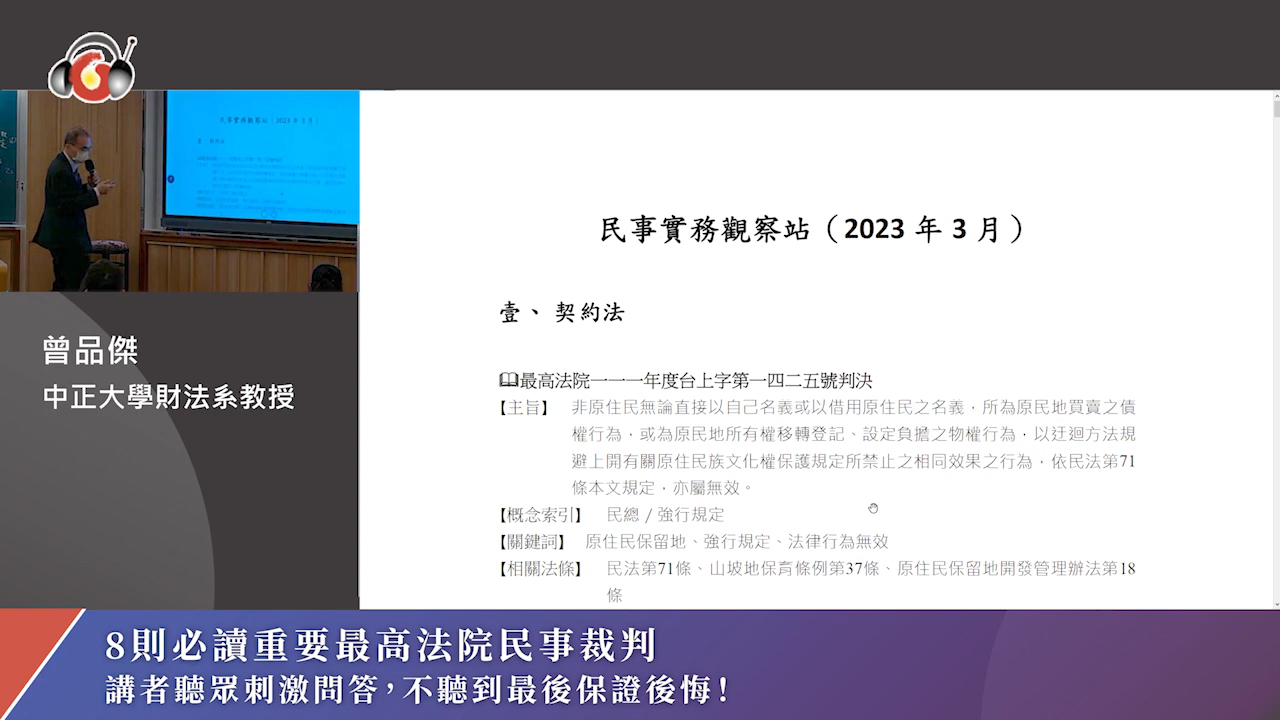 民事實務觀察站（2023 年 3 月）
壹、 契約法
最高法院一一一年度台上字第一四二五號判決
【主旨】 非原住民無論直接以自己名義或以借用原住民之名義，所為原民地買賣之債
權行為，或為原民地所有權移轉登記、設定負擔之物權行為，以迂迴方法規
避上開有關原住民族文化權保護規定所禁止之相同效果之行為，依民法第71
條本文規定，亦屬無效。
【概念索引】 民總／強行規定
【關鍵詞】 原住民保留地、強行規定、法律行為無效
【相關法條】 民法第71條、山坡地保育條例第37條、原住民保留地開發管理辦法第18
條
民事實務觀察站（2023 年 3 月）
曾品傑
中正大學財法系教授
8則必讀重要最高法院民事裁判
講者聽眾刺激問答，不聽到最後保證後悔！